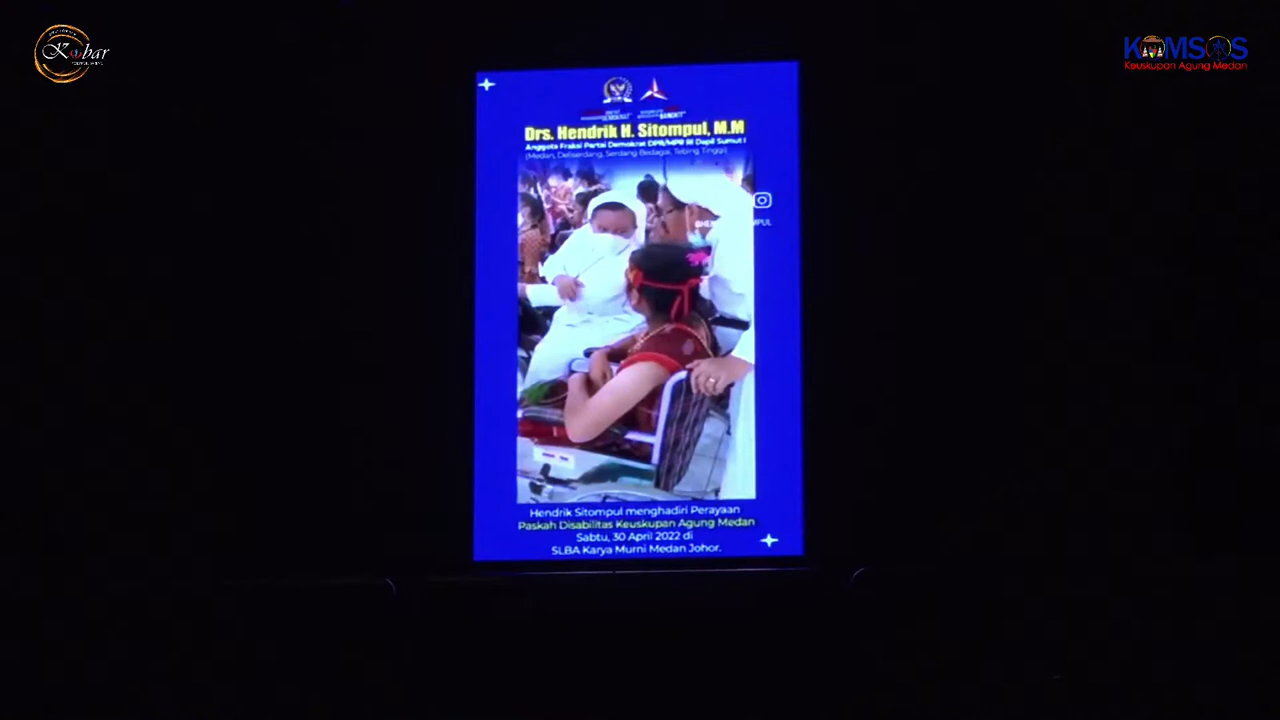 Kobar
KOMSOS
Keuskupan Agung Medan
Drs. Hendrik H. Sitompul, M.M
Anggota Fraksi Partai Demokrat DPR/MPR RI Dapil Sumut I
(Medan, Deliserdang, Serdang Bedagai, Tebing Tinggi)
Hendrik Sitompul menghadiri Perayaan
Paskah Disabilitas Keuskupan Agung Medan
Sabtu, 30 April 2022 di
SLBA Karya Murni Medan Johor.